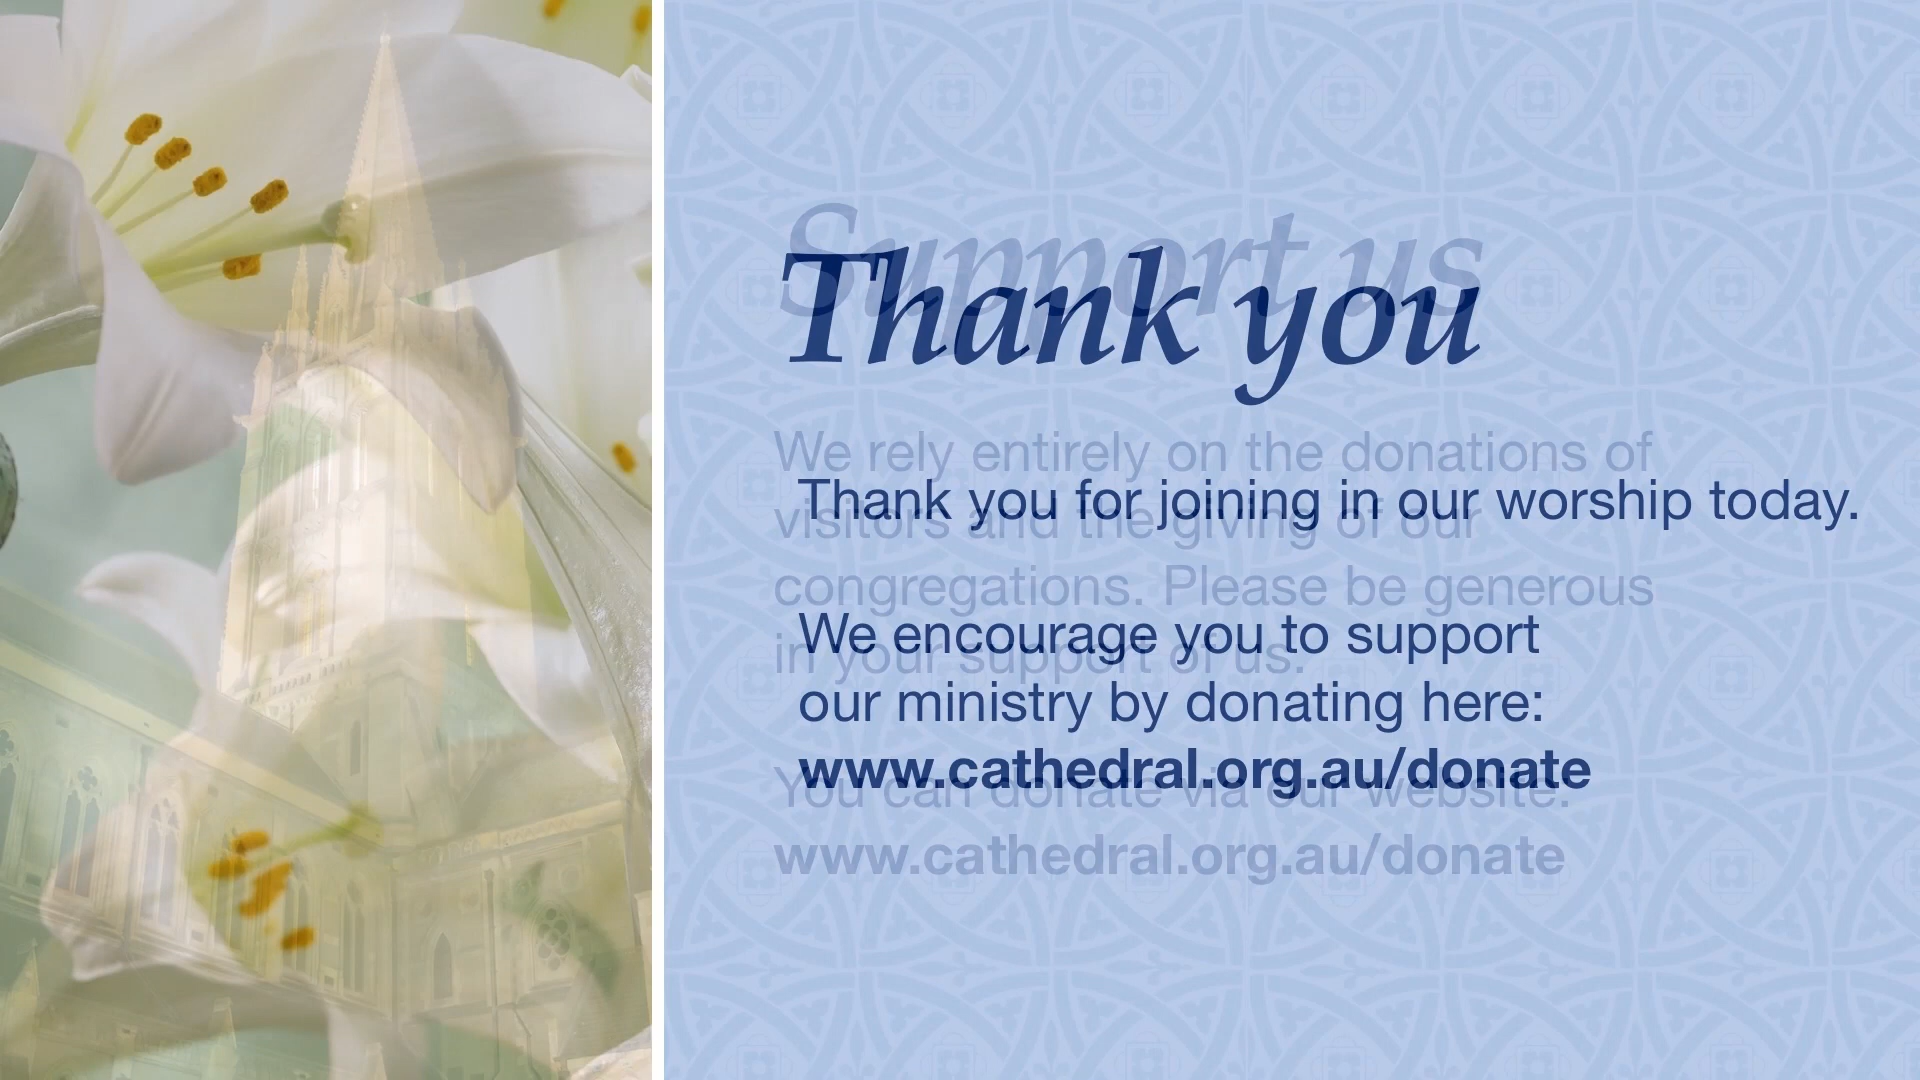 Support us
Thank you
We rely entirely on the donations of
Thank you for joining in our worship today.
visitors and the giving of our
congregations. Please be generous
We encourage you to support
in your support of us.
our ministry by donating here:
www.cathedral.org.au/donate
You can donate via our website:
www.cathedral.org.au/donate